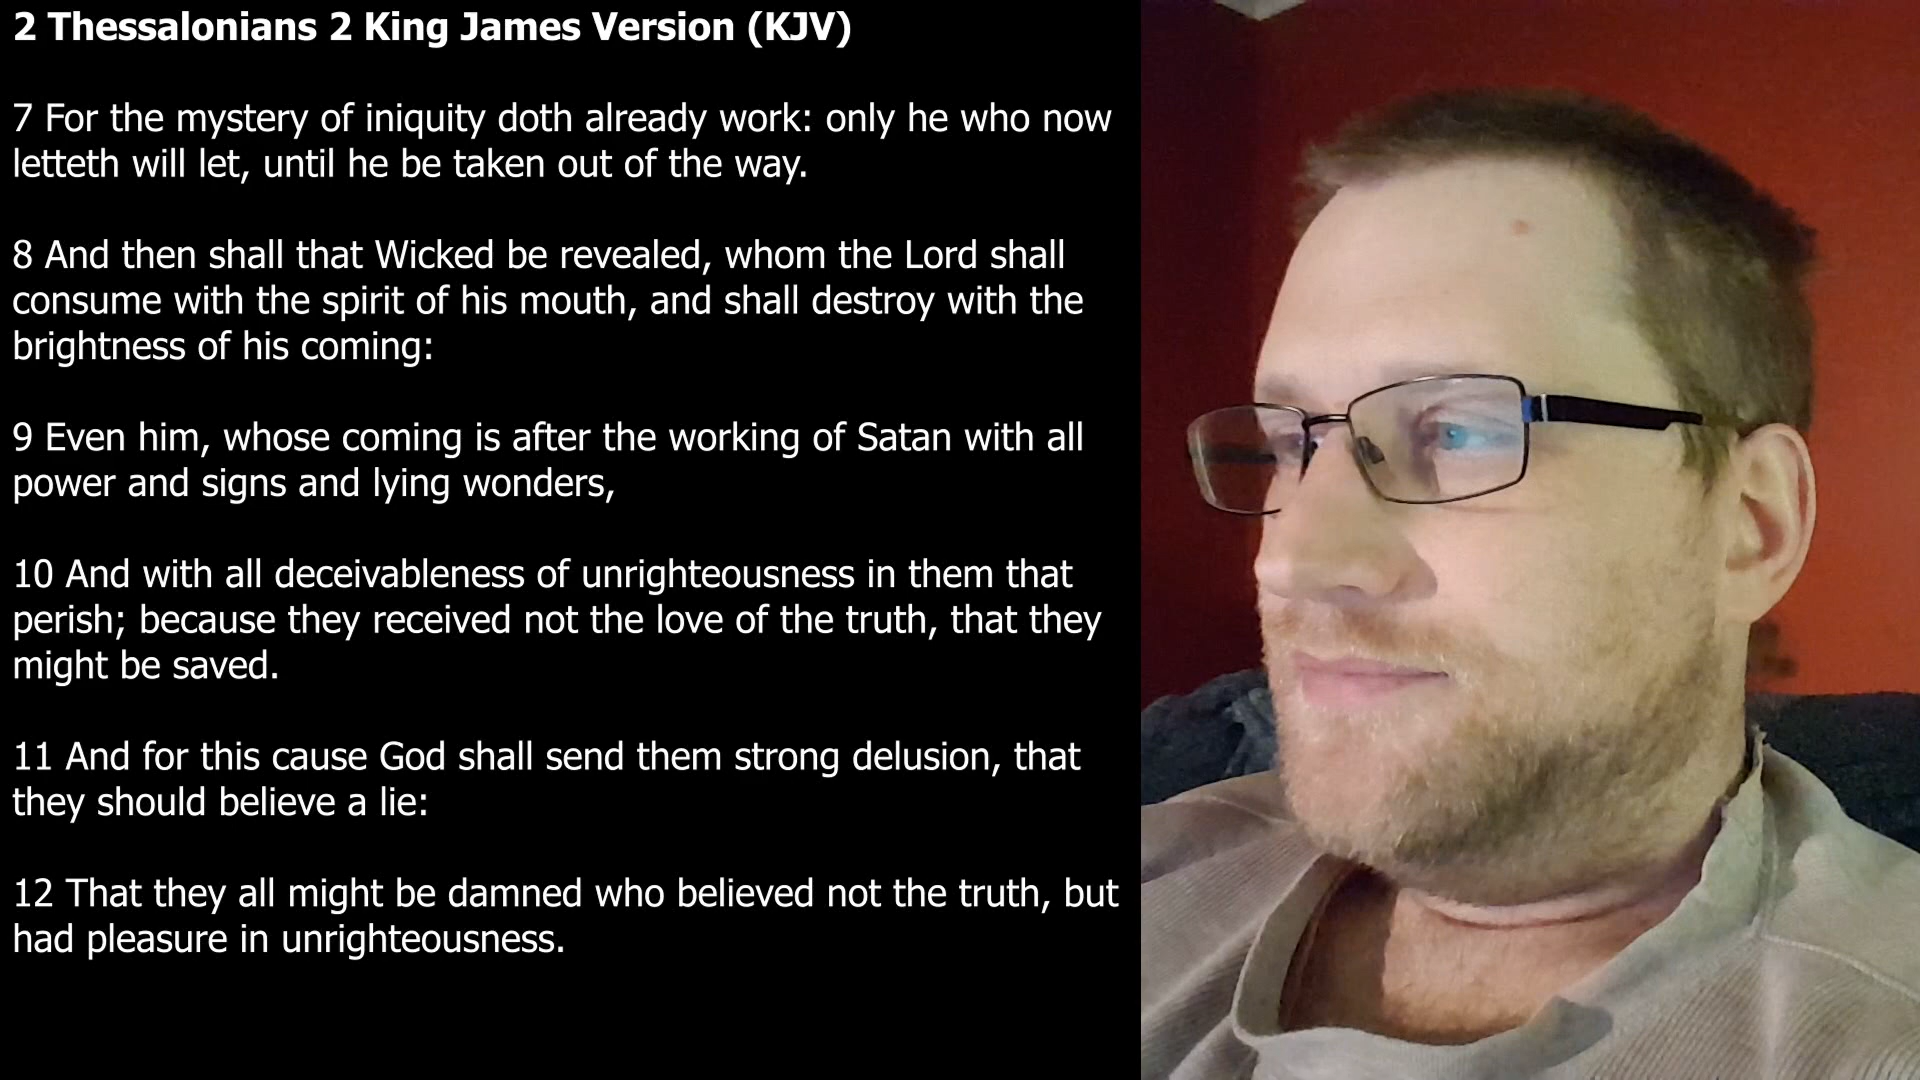 2 Thessalonians 2 King James Version (KJV)
7 For the mystery of iniquity doth already work: only he who now
letteth will let, until he be taken out of the way.
8 And then shall that Wicked be revealed, whom the Lord shall
consume with the spirit of his mouth, and shall destroy with the
brightness of his coming:
9 Even him, whose coming is after the working of Satan with all
power and signs and lying wonders,
10 And with all deceivableness of unrighteousness in them that
perish; because they received not the love of the truth, that they
might be saved.
11 And for this cause God shall send them strong delusion, that
they should believe a lie:
12 That they all might be damned who believed not the truth, but
had pleasure in unrighteousness.